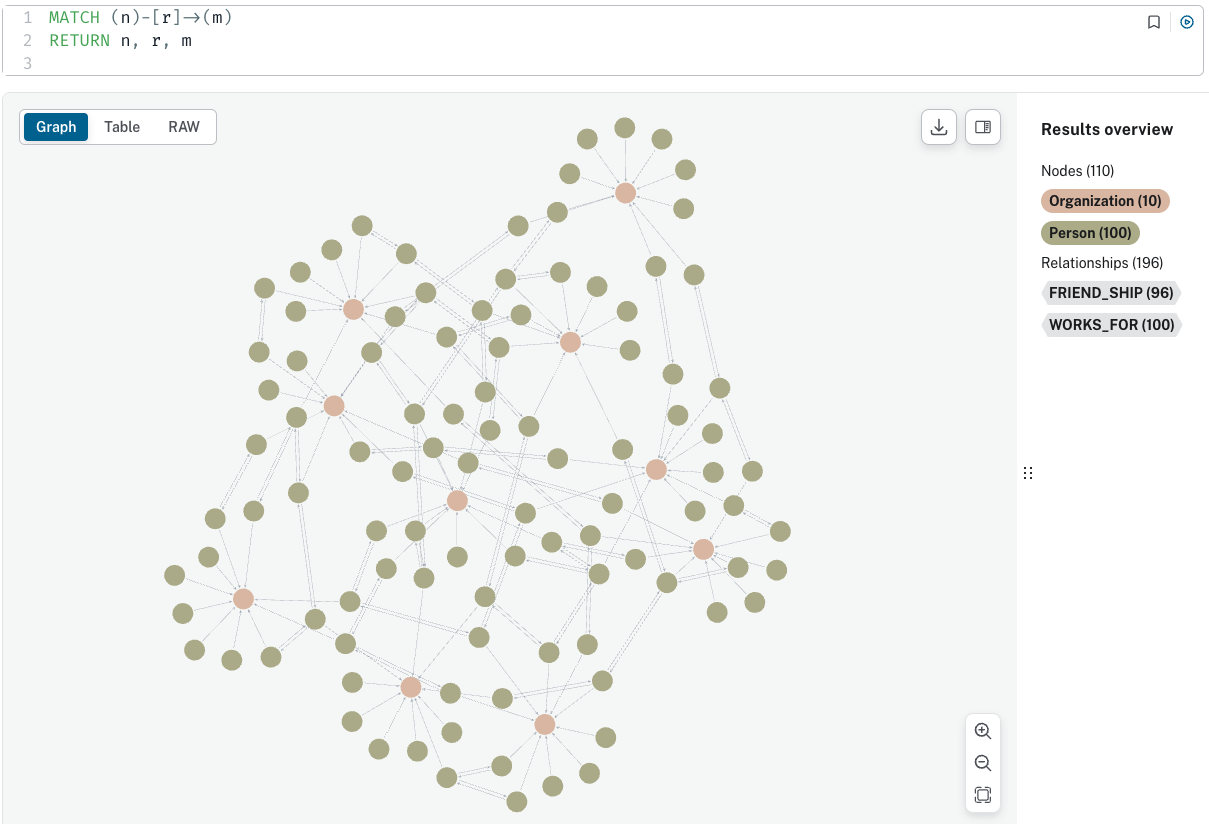 1 MATCH (n)-[r]->(m)
2 RETURN n, r, m
3
Graph Table RAW
Results overview
Nodes (110)
Organization (10)
Person (100)
Relationships (196)
FRIEND_SHIP (96)
WORKS_FOR (100)